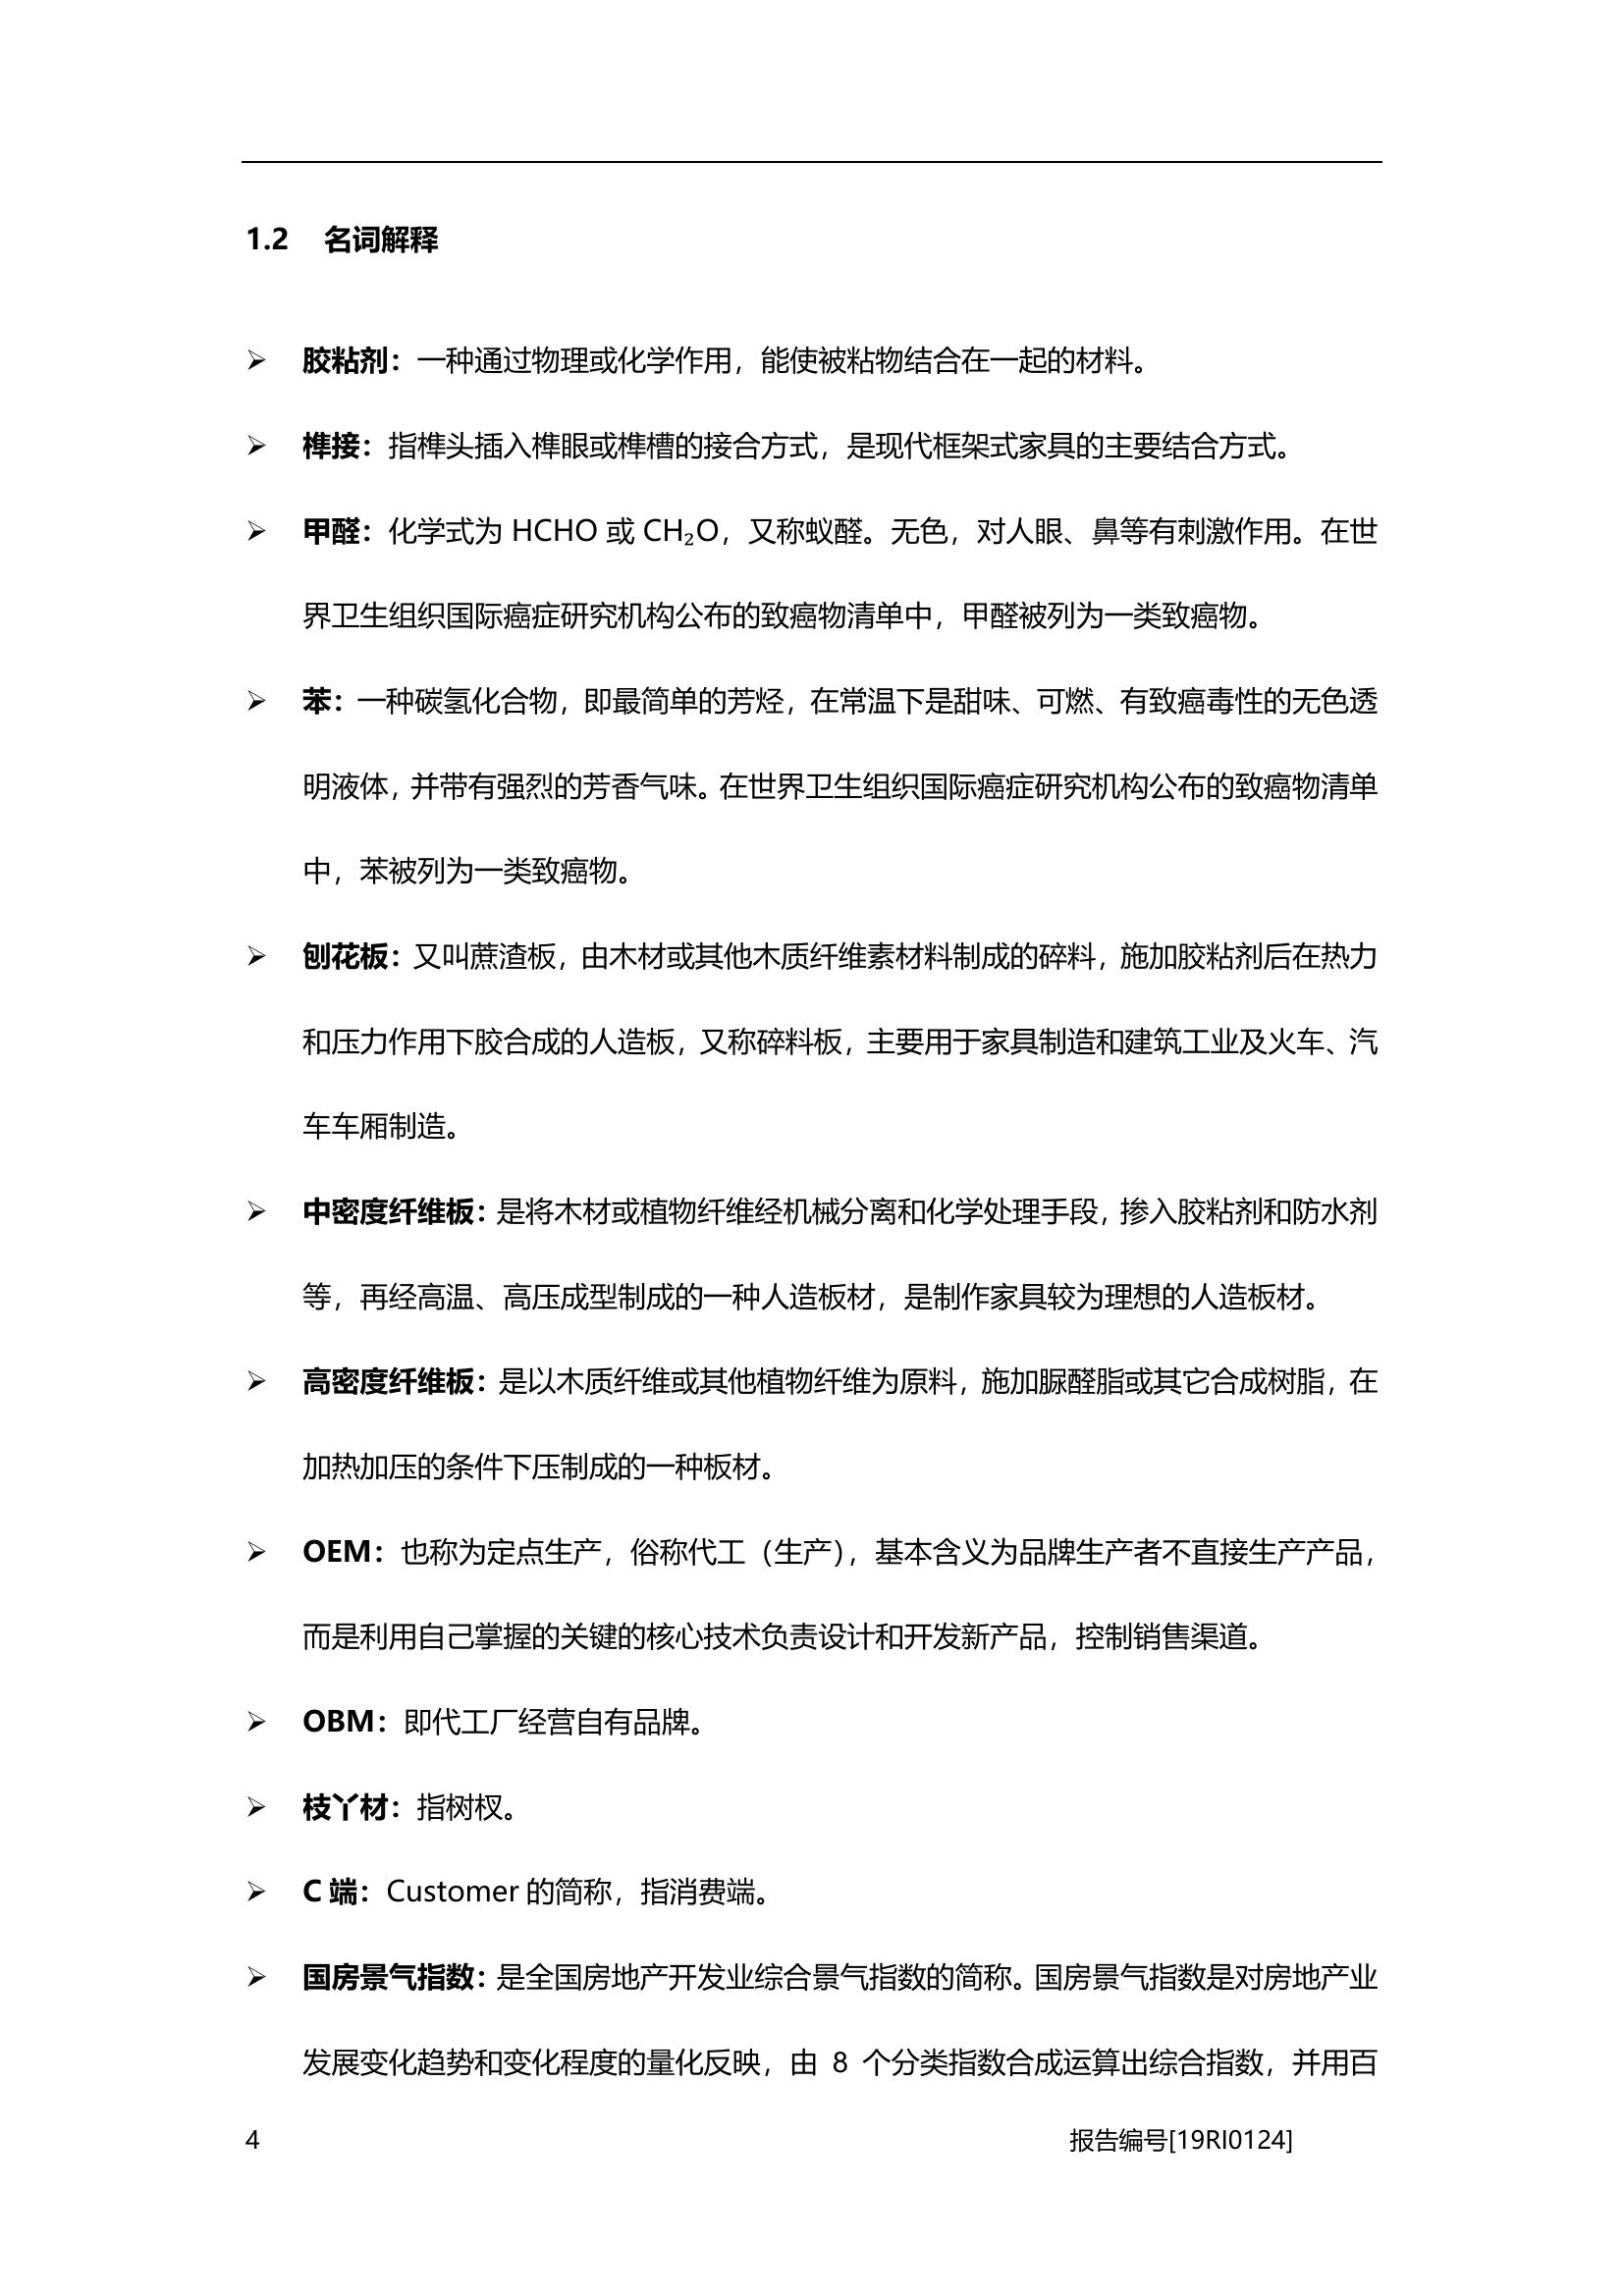 1.2 名词解释
➢ 胶粘剂：一种通过物理或化学作用，能使被粘物结合在一起的材料。
➢ 榫接：指榫头插入榫眼或榫槽的接合方式，是现代框架式家具的主要结合方式。
➢ 甲醛：化学式为 HCHO 或 CH₂O，又称蚁醛。无色，对人眼、鼻等有刺激作用。在世
界卫生组织国际癌症研究机构公布的致癌物清单中，甲醛被列为一类致癌物。
➢ 苯：一种碳氢化合物，即最简单的芳烃，在常温下是甜味、可燃、有致癌毒性的无色透
明液体，并带有强烈的芳香气味。在世界卫生组织国际癌症研究机构公布的致癌物清单
中，苯被列为一类致癌物。
➢ 刨花板：又叫蔗渣板，由木材或其他木质纤维素材料制成的碎料，施加胶粘剂后在热力
和压力作用下胶合成的人造板，又称碎料板，主要用于家具制造和建筑工业及火车、汽
车车厢制造。
➢ 中密度纤维板：是将木材或植物纤维经机械分离和化学处理手段，掺入胶粘剂和防水剂
等，再经高温、高压成型制成的一种人造板材，是制作家具较为理想的人造板材。
➢ 高密度纤维板：是以木质纤维或其他植物纤维为原料，施加脲醛脂或其它合成树脂，在
加热加压的条件下压制成的一种板材。
➢ OEM：也称为定点生产，俗称代工（生产），基本含义为品牌生产者不直接生产产品，
而是利用自己掌握的关键的核心技术负责设计和开发新产品，控制销售渠道。
➢ OBM：即代工厂经营自有品牌。
➢ 枝丫材：指树杈。
➢ C 端：Customer 的简称，指消费端。
➢ 国房景气指数：是全国房地产开发业综合景气指数的简称。国房景气指数是对房地产业
发展变化趋势和变化程度的量化反映，由 8 个分类指数合成运算出综合指数，并用百
4 报告编号[19RI0124]